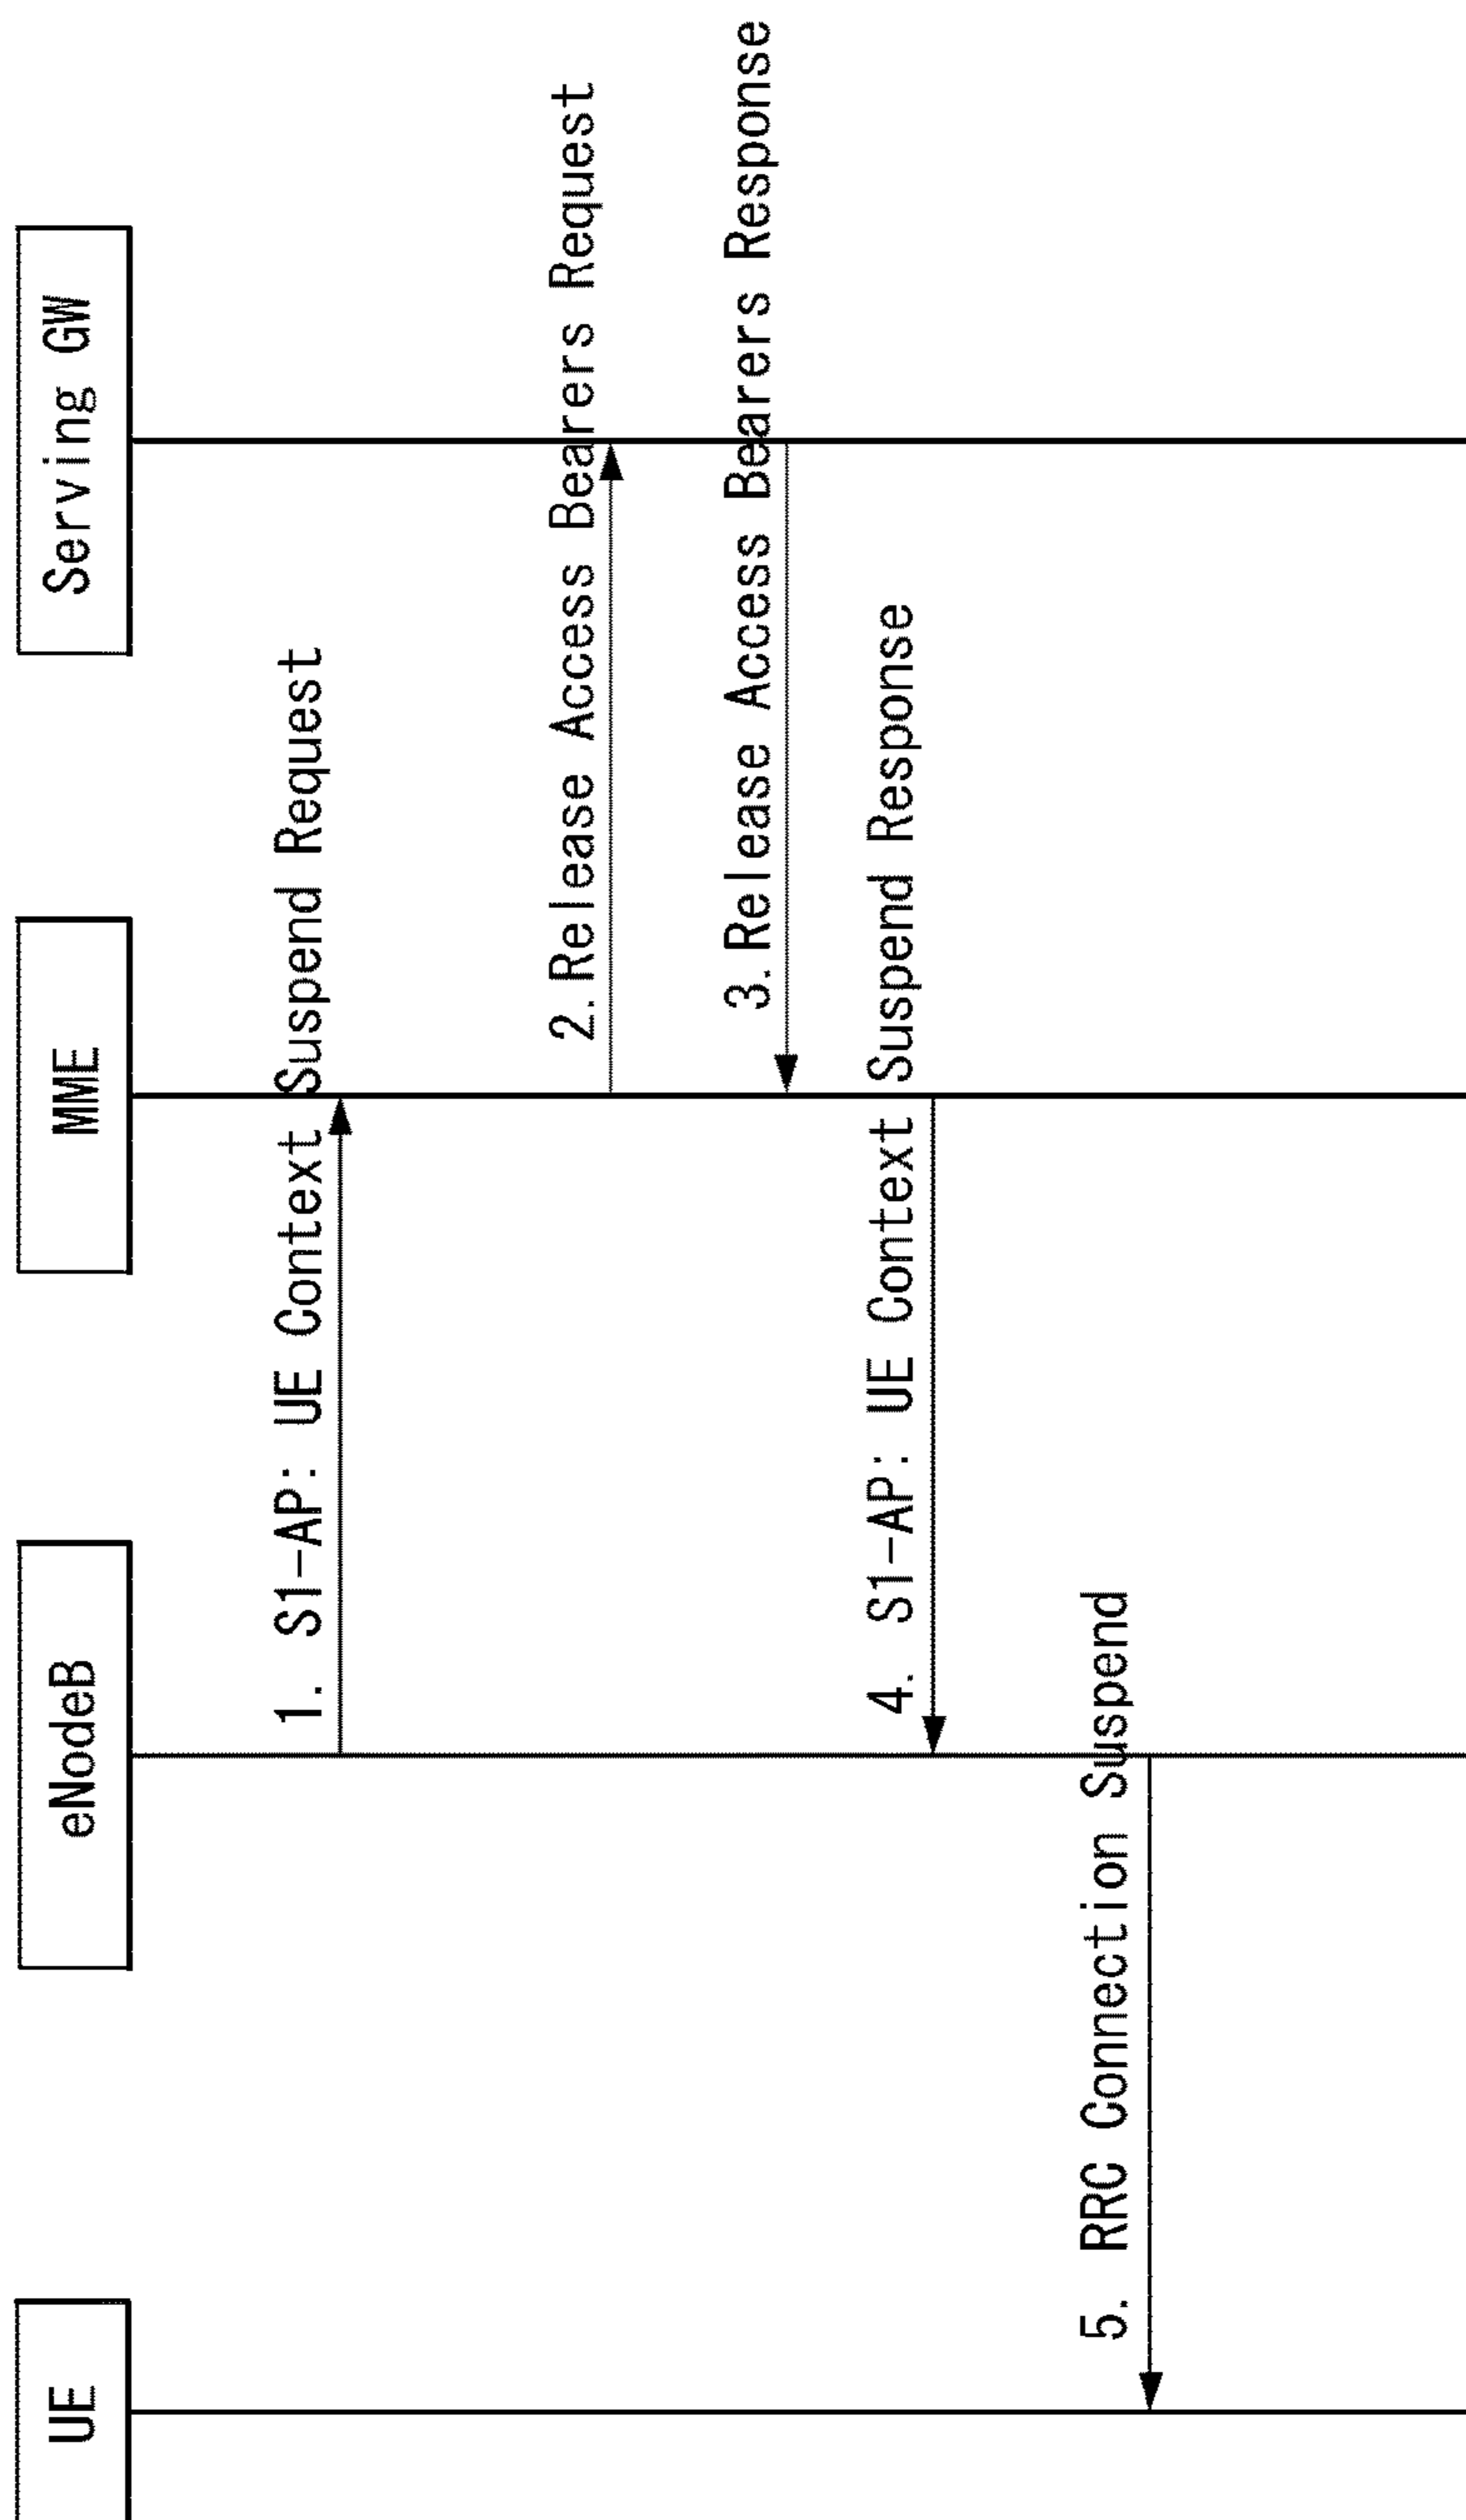 UE
eNodeB
MME
Serving GW
1. S1-AP: UE Context Suspend Request
2.Release Access Bearers Request
3.Release Access Bearers Response
4. S1-AP: UE Context Suspend Response
5. RRC Connection Suspend